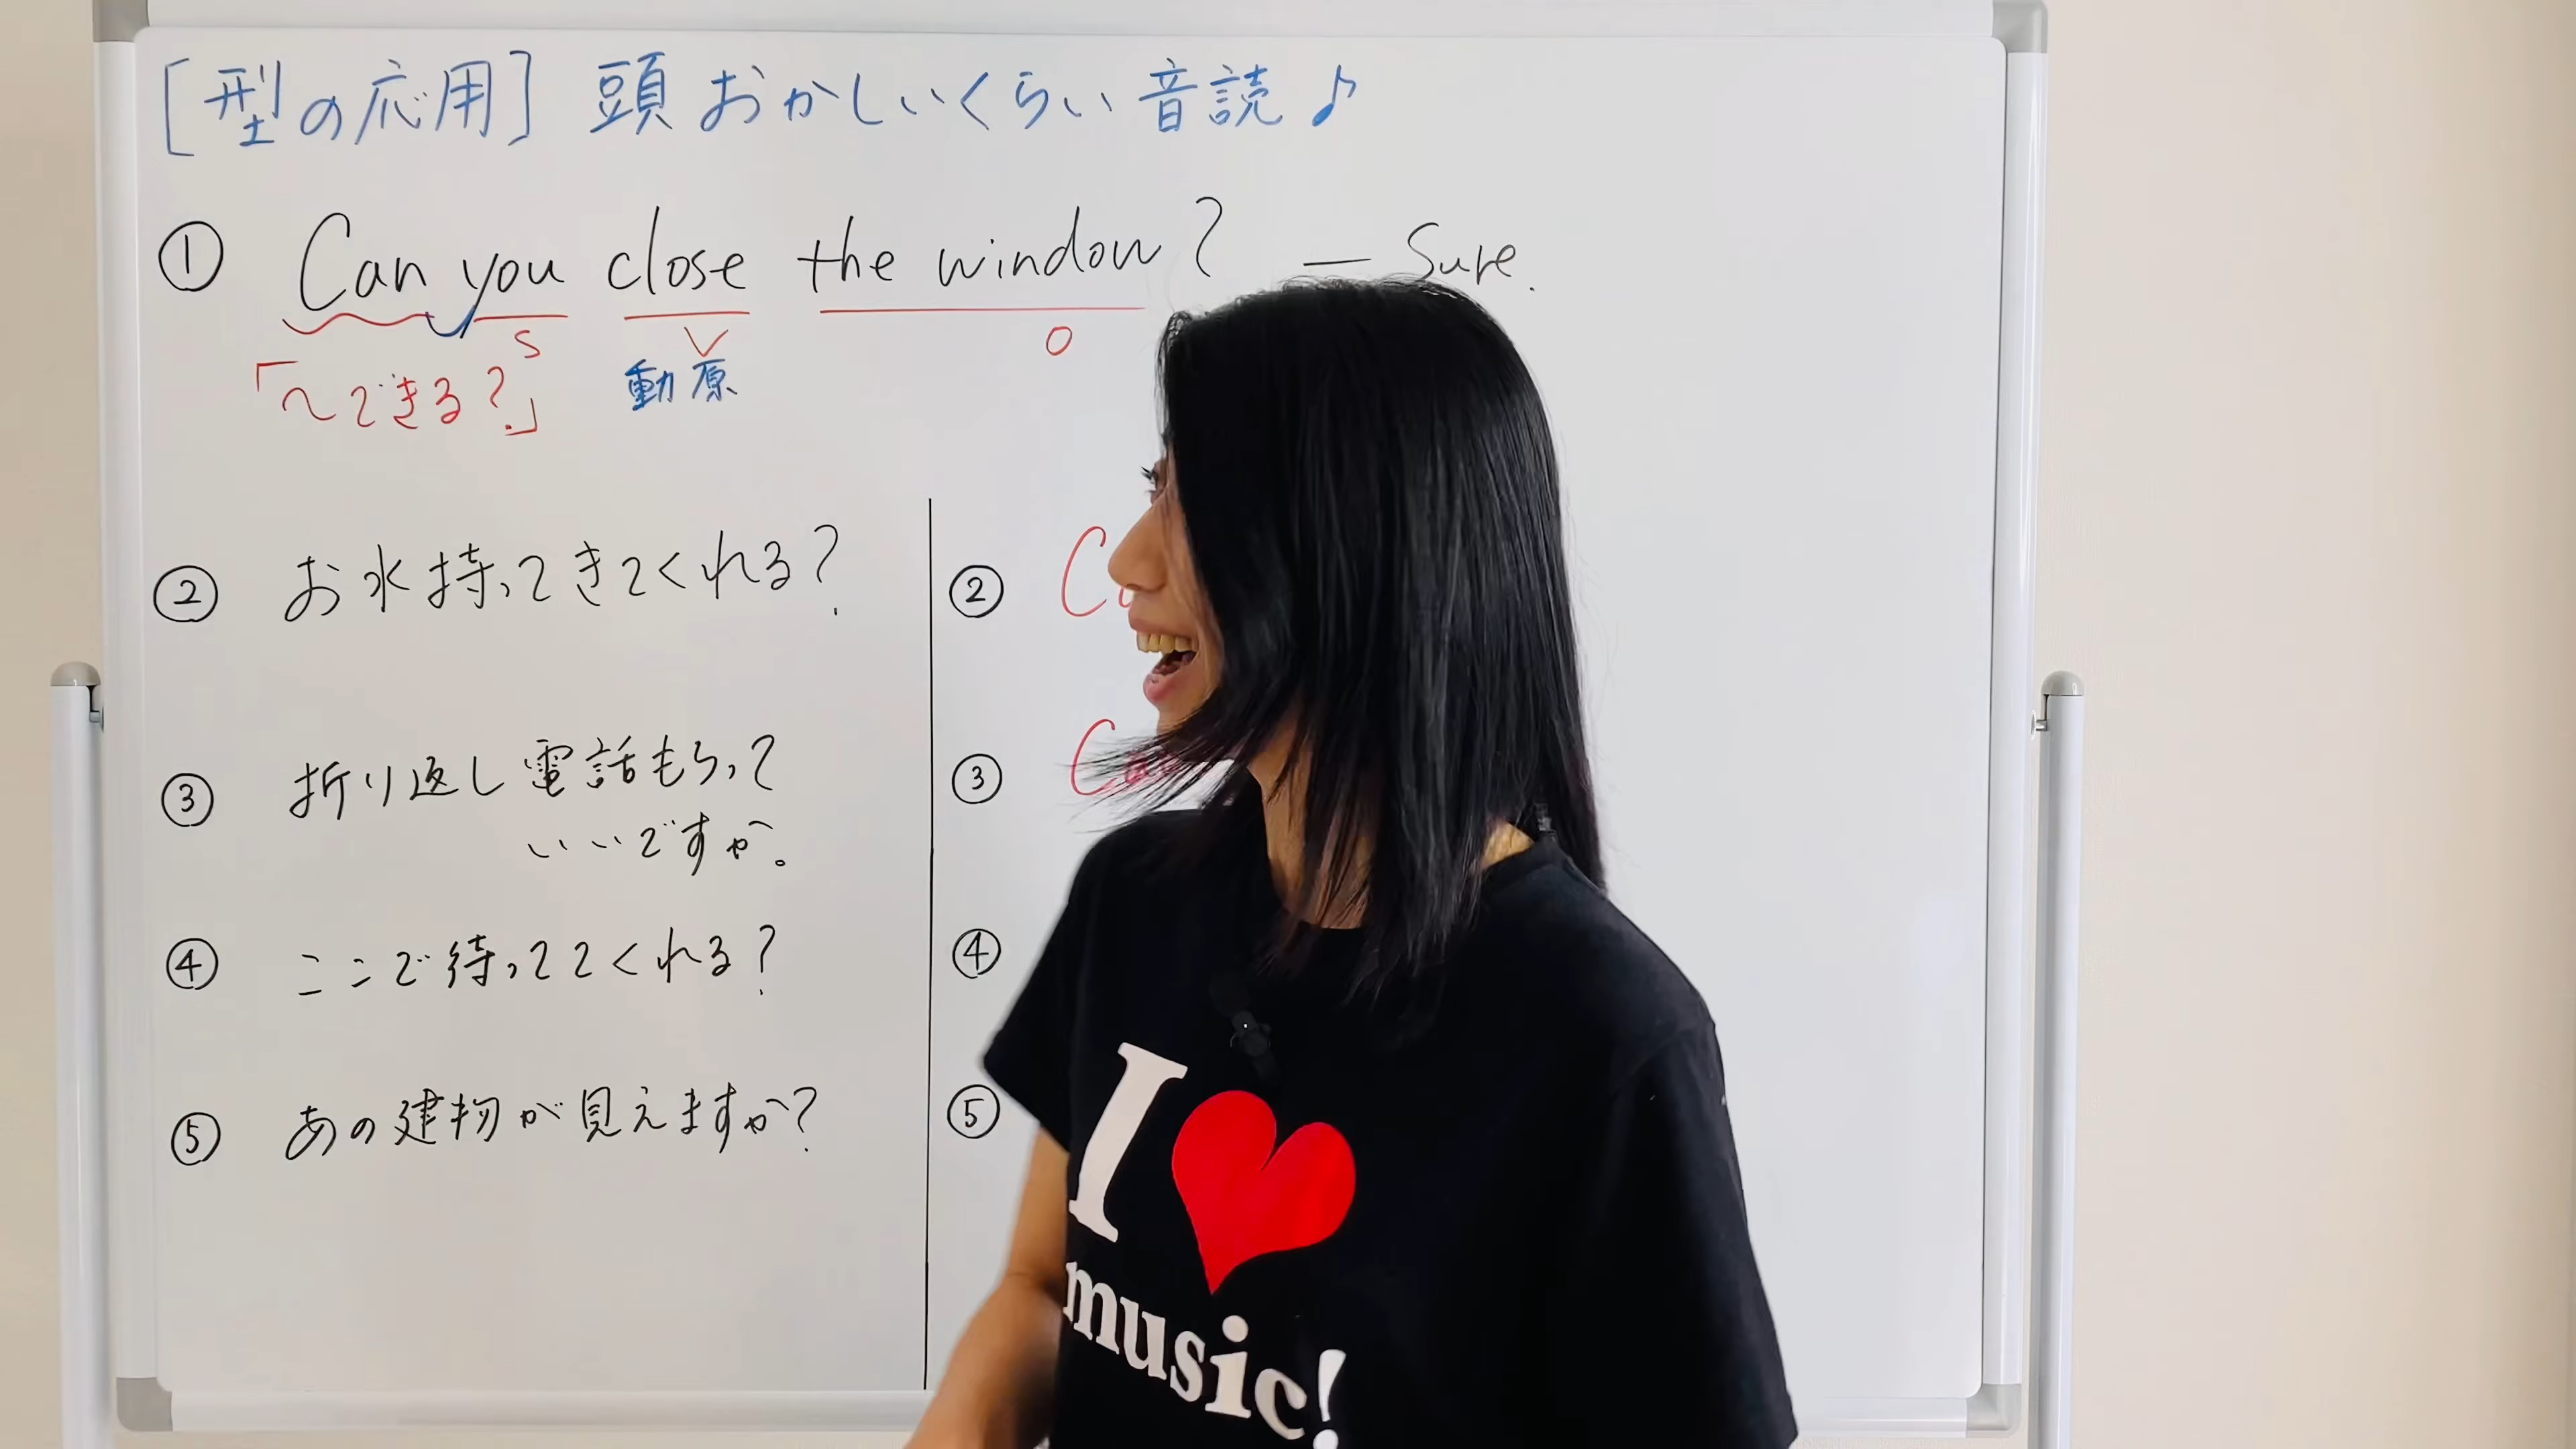 [型の応用] 頭おかしいくらい音読♪
① Can you close the window? — Sure.
S V O
「～できる?」 動原
② お水持ってきてくれる?
③ 折り返し電話もらって
いいですか。
④ ここで待っててくれる?
⑤ あの建物が見えますか?
②
③
④
⑤
I ♥
music!